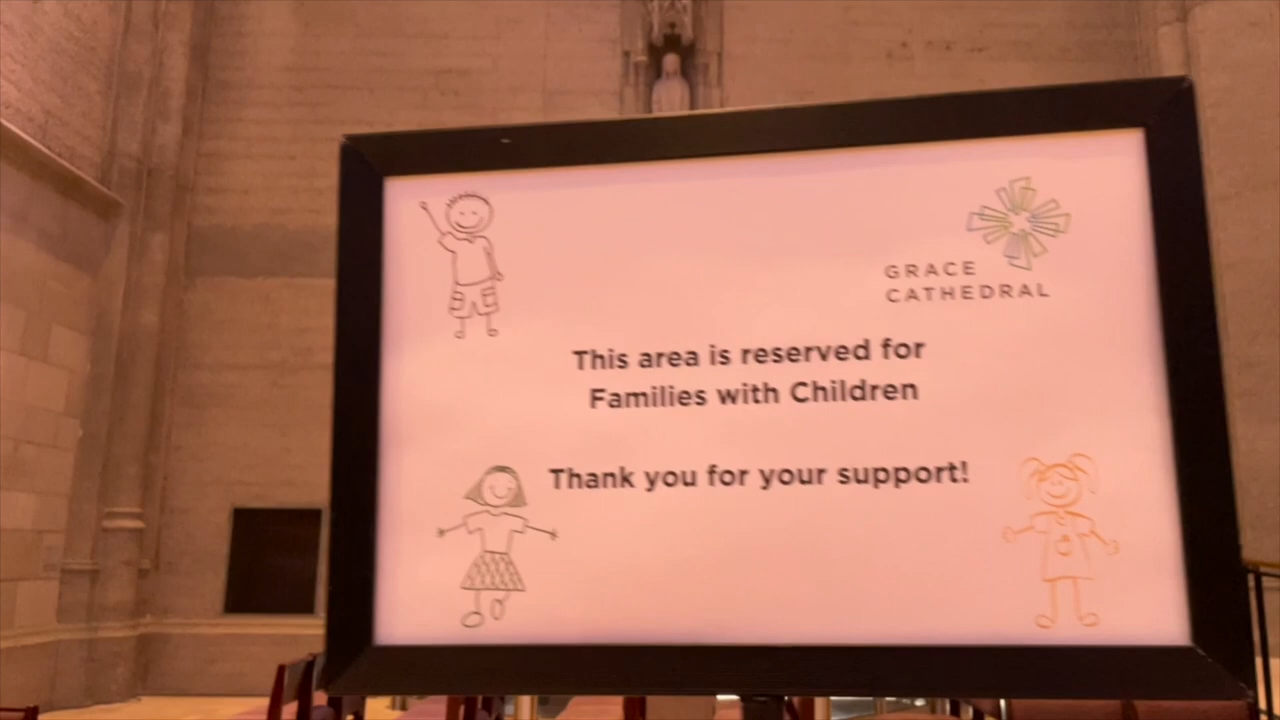 GRACE
CATHEDRAL
This area is reserved for
Families with Children
Thank you for your support!